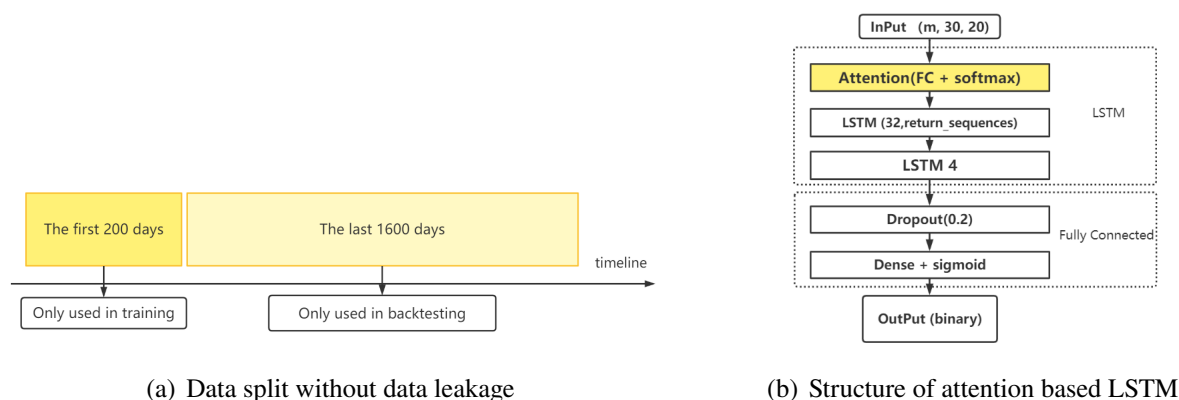 The first 200 days
The last 1600 days
timeline
Only used in training
Only used in backtesting
(a) Data split without data leakage
InPut (m, 30, 20)
Attention(FC + softmax)
LSTM (32,return_sequences)
LSTM 4
LSTM
Dropout(0.2)
Dense + sigmoid
Fully Connected
OutPut (binary)
(b) Structure of attention based LSTM